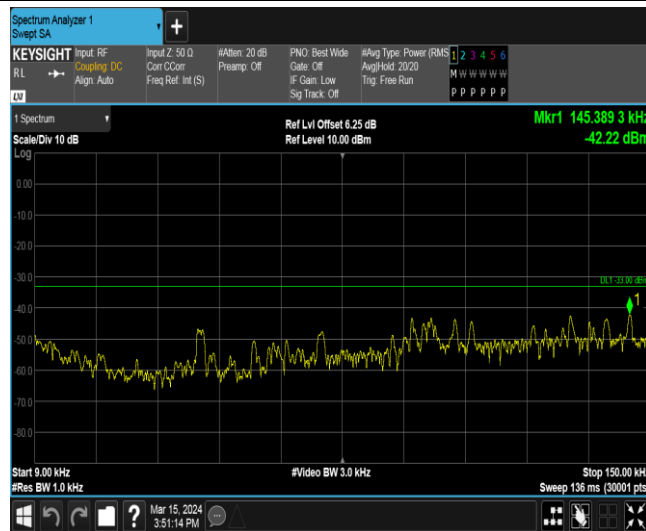 Spectrum Analyzer 1
Swept SA
+
KEYSIGHT
RL
LXI
Input: RF
Coupling: DC
Align: Auto
Input Z: 50 Ω
Corr CCorr
Freq Ref: Int (S)
#Atten: 20 dB
Preamp: Off
PNO: Best Wide
Gate: Off
IF Gain: Low
Sig Track: Off
#Avg Type: Power (RMS
Avg|Hold: 20/20
Trig: Free Run
1 2 3 4 5 6
M W W W W W
P P P P P P
1 Spectrum
Scale/Div 10 dB
Log
Ref Lvl Offset 6.25 dB
Ref Level 10.00 dBm
Mkr1 145.389 3 kHz
-42.22 dBm
0.00
-10.0
-20.0
-30.0
DL1 -33.00 dBm
-40.0
1
-50.0
-60.0
-70.0
-80.0
Start 9.00 kHz
#Res BW 1.0 kHz
#Video BW 3.0 kHz
Stop 150.00 kHz
Sweep 136 ms (30001 pts
?
Mar 15, 2024
3:51:14 PM